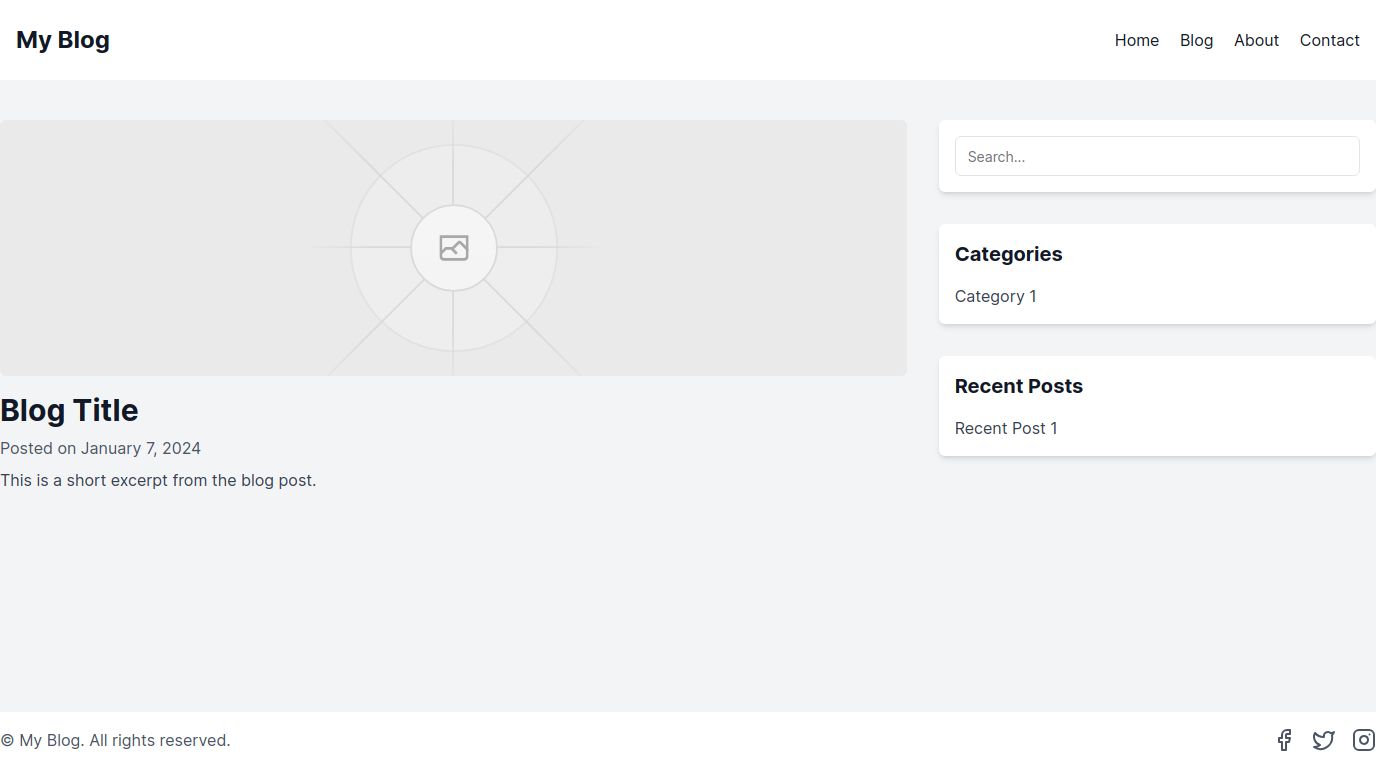 My Blog
Home Blog About Contact
Search...
Categories
Category 1
Recent Posts
Recent Post 1
Blog Title
Posted on January 7, 2024
This is a short excerpt from the blog post.
© My Blog. All rights reserved.